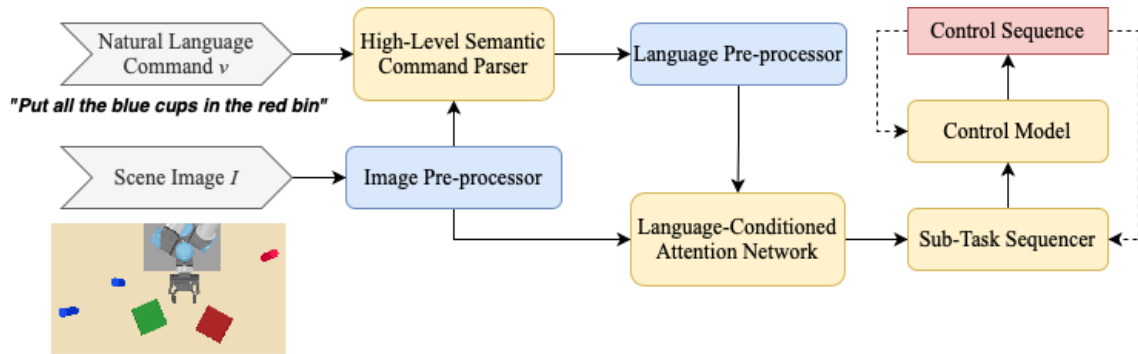 Natural Language
Command v
"Put all the blue cups in the red bin"
High-Level Semantic
Command Parser
Language Pre-processor
Control Sequence
Control Model
Scene Image I
Image Pre-processor
Language-Conditioned
Attention Network
Sub-Task Sequencer